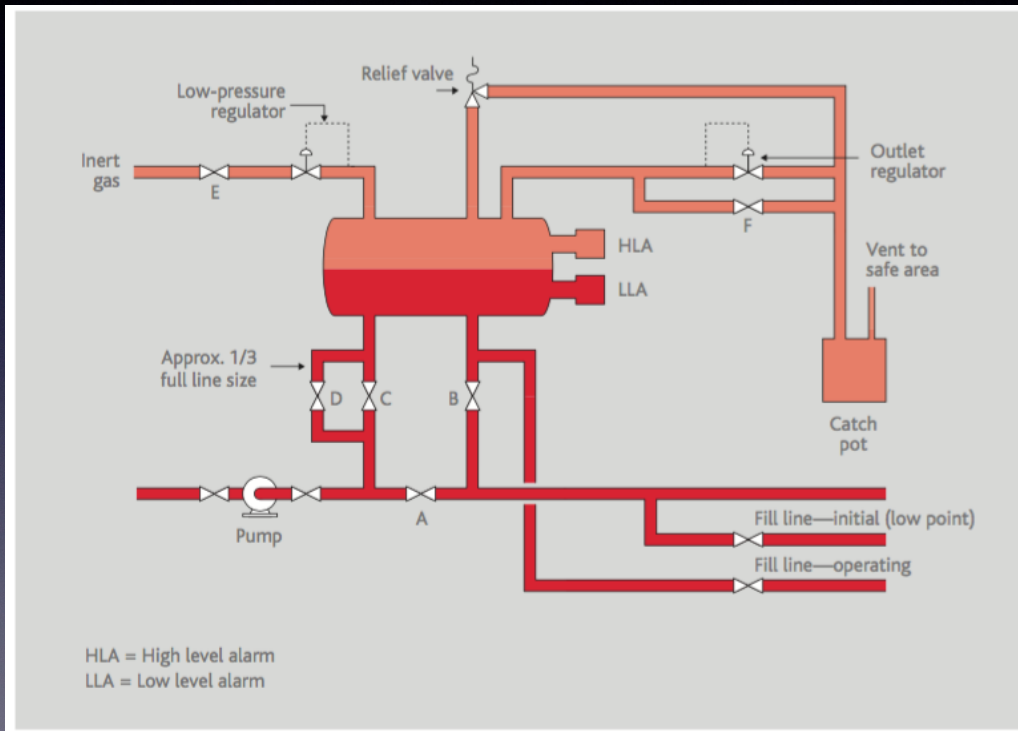 Relief valve
Low-pressure
regulator
Inert
gas
E
Outlet
regulator
F
HLA
Vent to
safe area
LLA
Approx. 1/3
full line size
D
C
B
Catch
pot
A
Fill line—initial (low point)
Pump
Fill line—operating
HLA = High level alarm
LLA = Low level alarm